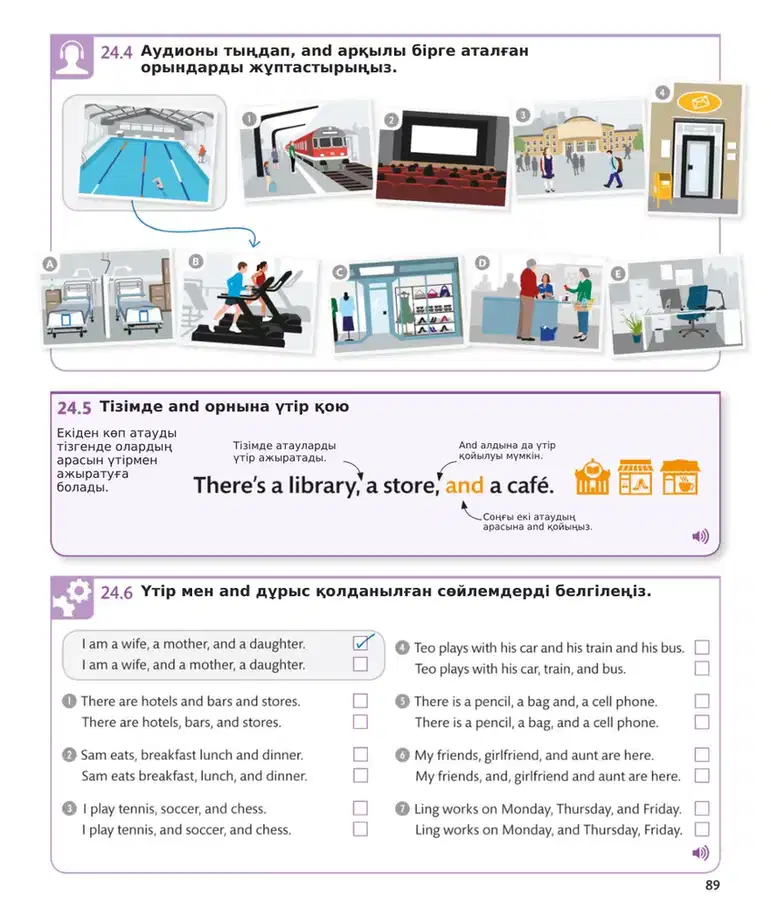 24.4 Аудионы тыңдап, and арқылы бірге аталған
орындарды жұптастырыңыз.
1
2
3
4
A
B
C
D
E
24.5 Тізімде and орнына үтір қою
Екіден көп атауды
тізгенде олардың
арасын үтірмен
ажыратуға
болады.
Тізімде атауларды
үтір ажыратады.
And алдына да үтір
қойылуы мүмкін.
There's a library, a store, and a café.
Соңғы екі атаудың
арасына and қойыңыз.
24.6 Үтір мен and дұрыс қолданылған сөйлемдерді белгілеңіз.
I am a wife, a mother, and a daughter.
I am a wife, and a mother, a daughter.
1 There are hotels and bars and stores.
There are hotels, bars, and stores.
2 Sam eats, breakfast lunch and dinner.
Sam eats breakfast, lunch, and dinner.
3 I play tennis, soccer, and chess.
I play tennis, and soccer, and chess.
4 Teo plays with his car and his train and his bus.
Teo plays with his car, train, and bus.
5 There is a pencil, a bag and, a cell phone.
There is a pencil, a bag, and a cell phone.
6 My friends, girlfriend, and aunt are here.
My friends, and, girlfriend and aunt are here.
7 Ling works on Monday, Thursday, and Friday.
Ling works on Monday, and Thursday, Friday.
89